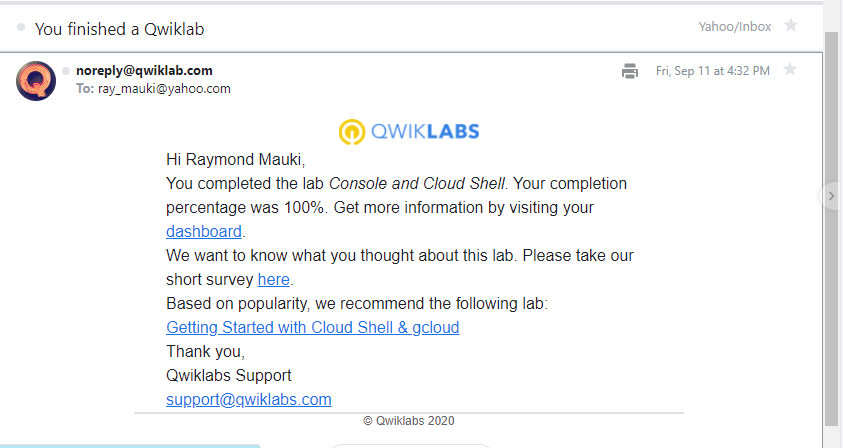 You finished a Qwiklab
Yahoo/Inbox
noreply@qwiklab.com
Fri, Sep 11 at 4:32 PM
To: ray_mauki@yahoo.com
QWIKLABS
Hi Raymond Mauki,
You completed the lab Console and Cloud Shell. Your completion
percentage was 100%. Get more information by visiting your
dashboard.
We want to know what you thought about this lab. Please take our
short survey here.
Based on popularity, we recommend the following lab:
Getting Started with Cloud Shell & gcloud
Thank you,
Qwiklabs Support
support@qwiklabs.com
© Qwiklabs 2020